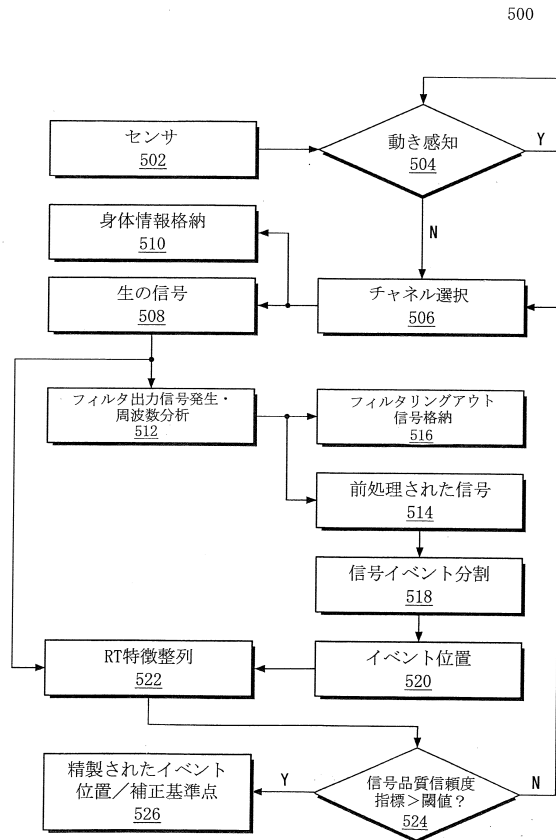 500
センサ
502
動き感知
504
Y
身体情報格納
510
N
生の信号
508
チャネル選択
506
フィルタ出力信号発生・
周波数分析
512
フィルタリングアウト
信号格納
516
前処理された信号
514
信号イベント分割
518
RT特徴整列
522
イベント位置
520
精製されたイベント
位置／補正基準点
526
Y
信号品質信頼度
指標＞閾値？
524
N